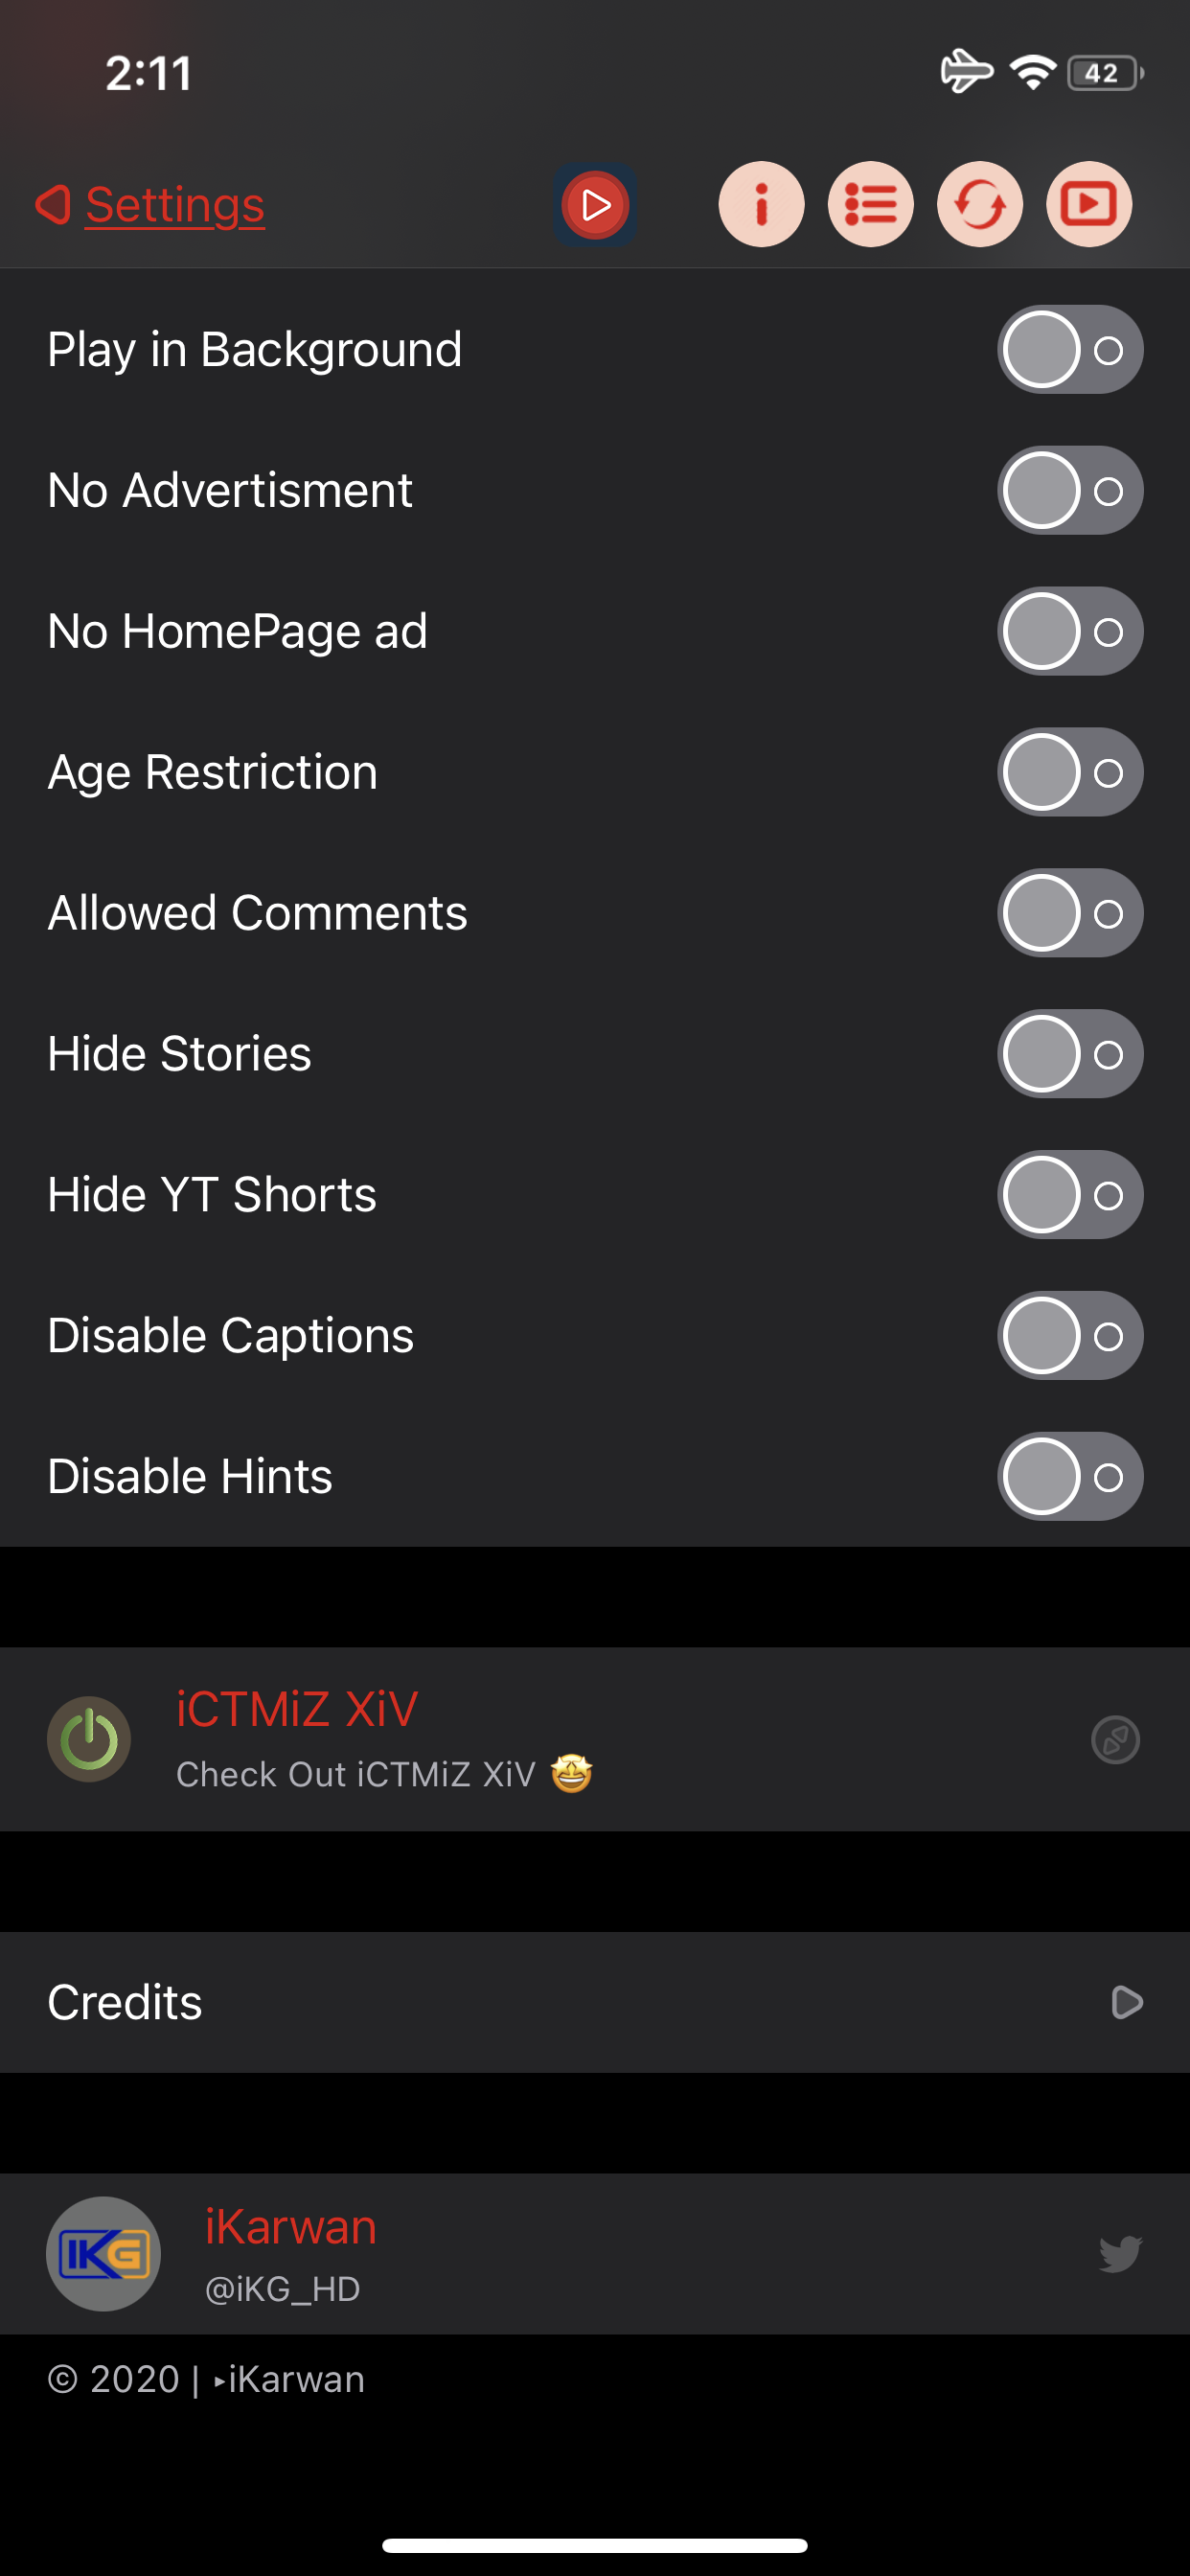 2:11
42
Settings
Play in Background
No Advertisment
No HomePage ad
Age Restriction
Allowed Comments
Hide Stories
Hide YT Shorts
Disable Captions
Disable Hints
iCTMiZ XiV
Check Out iCTMiZ XiV 🤩
Credits
IKG
iKarwan
@iKG_HD
© 2020 | ▸iKarwan